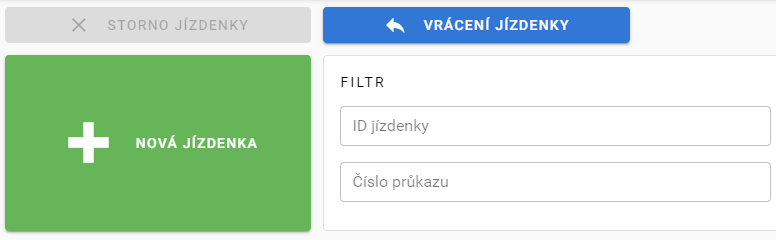 STORNO JÍZDENKY
VRÁCENÍ JÍZDENKY
NOVÁ JÍZDENKA
FILTR
ID jízdenky
Číslo průkazu